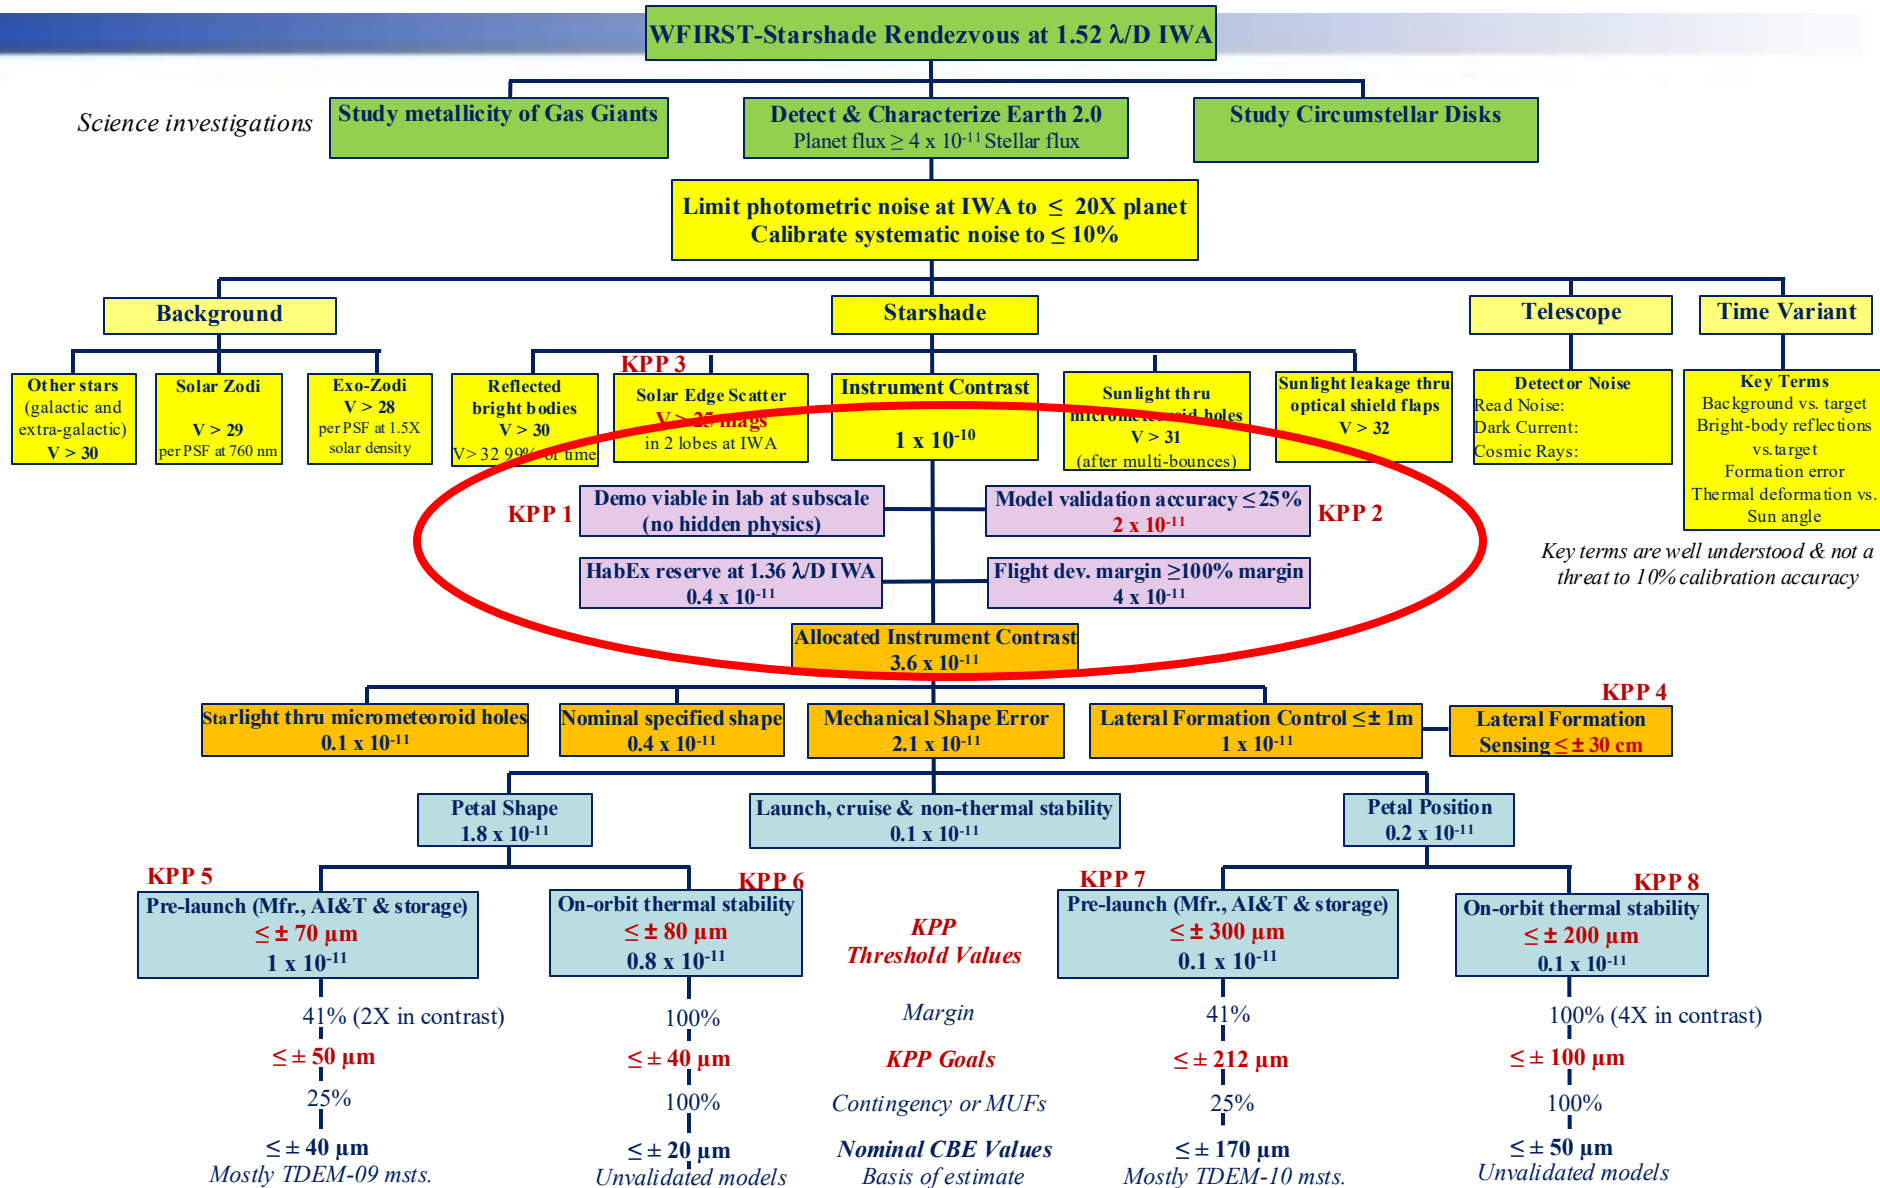 WFIRST-Starshade Rendezvous at 1.52 λ/D IWA
Science investigations
Study metallicity of Gas Giants
Detect & Characterize Earth 2.0
Planet flux ≥ 4 x 10⁻¹¹ Stellar flux
Study Circumstellar Disks
Limit photometric noise at IWA to ≤ 20X planet
Calibrate systematic noise to ≤ 10%
Background
Starshade
Telescope
Time Variant
Other stars
(galactic and
extra-galactic)
V > 30
Solar Zodi
V > 29
per PSF at 760 nm
Exo-Zodi
V > 28
per PSF at 1.5X
solar density
Reflected
bright bodies
V > 30
V> 32 99% of time
KPP 3
Solar Edge Scatter
V > 25 mags
in 2 lobes at IWA
Instrument Contrast
1 x 10⁻¹⁰
Sunlight thru
micrometeoroid holes
V > 31
(after multi-bounces)
Sunlight leakage thru
optical shield flaps
V > 32
Detector Noise
Read Noise:
Dark Current:
Cosmic Rays:
Key Terms
Background vs. target
Bright-body reflections
vs.target
Formation error
Thermal deformation vs.
Sun angle
Key terms are well understood & not a
threat to 10% calibration accuracy
KPP 1
Demo viable in lab at subscale
(no hidden physics)
Model validation accuracy ≤ 25%
2 x 10⁻¹¹
KPP 2
HabEx reserve at 1.36 λ/D IWA
0.4 x 10⁻¹¹
Flight dev. margin ≥100% margin
4 x 10⁻¹¹
Allocated Instrument Contrast
3.6 x 10⁻¹¹
Starlight thru micrometeoroid holes
0.1 x 10⁻¹¹
Nominal specified shape
0.4 x 10⁻¹¹
Mechanical Shape Error
2.1 x 10⁻¹¹
Lateral Formation Control ≤ ± 1m
1 x 10⁻¹¹
KPP 4
Lateral Formation
Sensing ≤ ± 30 cm
Petal Shape
1.8 x 10⁻¹¹
Launch, cruise & non-thermal stability
0.1 x 10⁻¹¹
Petal Position
0.2 x 10⁻¹¹
KPP 5
Pre-launch (Mfr., AI&T & storage)
≤ ± 70 µm
1 x 10⁻¹¹
KPP 6
On-orbit thermal stability
≤ ± 80 µm
0.8 x 10⁻¹¹
KPP
Threshold Values
KPP 7
Pre-launch (Mfr., AI&T & storage)
≤ ± 300 µm
0.1 x 10⁻¹¹
KPP 8
On-orbit thermal stability
≤ ± 200 µm
0.1 x 10⁻¹¹
41% (2X in contrast)
100%
Margin
41%
100% (4X in contrast)
≤ ± 50 µm
≤ ± 40 µm
KPP Goals
≤ ± 212 µm
≤ ± 100 µm
25%
100%
Contingency or MUFs
25%
100%
≤ ± 40 µm
≤ ± 20 µm
Nominal CBE Values
≤ ± 170 µm
≤ ± 50 µm
Mostly TDEM-09 msts.
Unvalidated models
Basis of estimate
Mostly TDEM-10 msts.
Unvalidated models